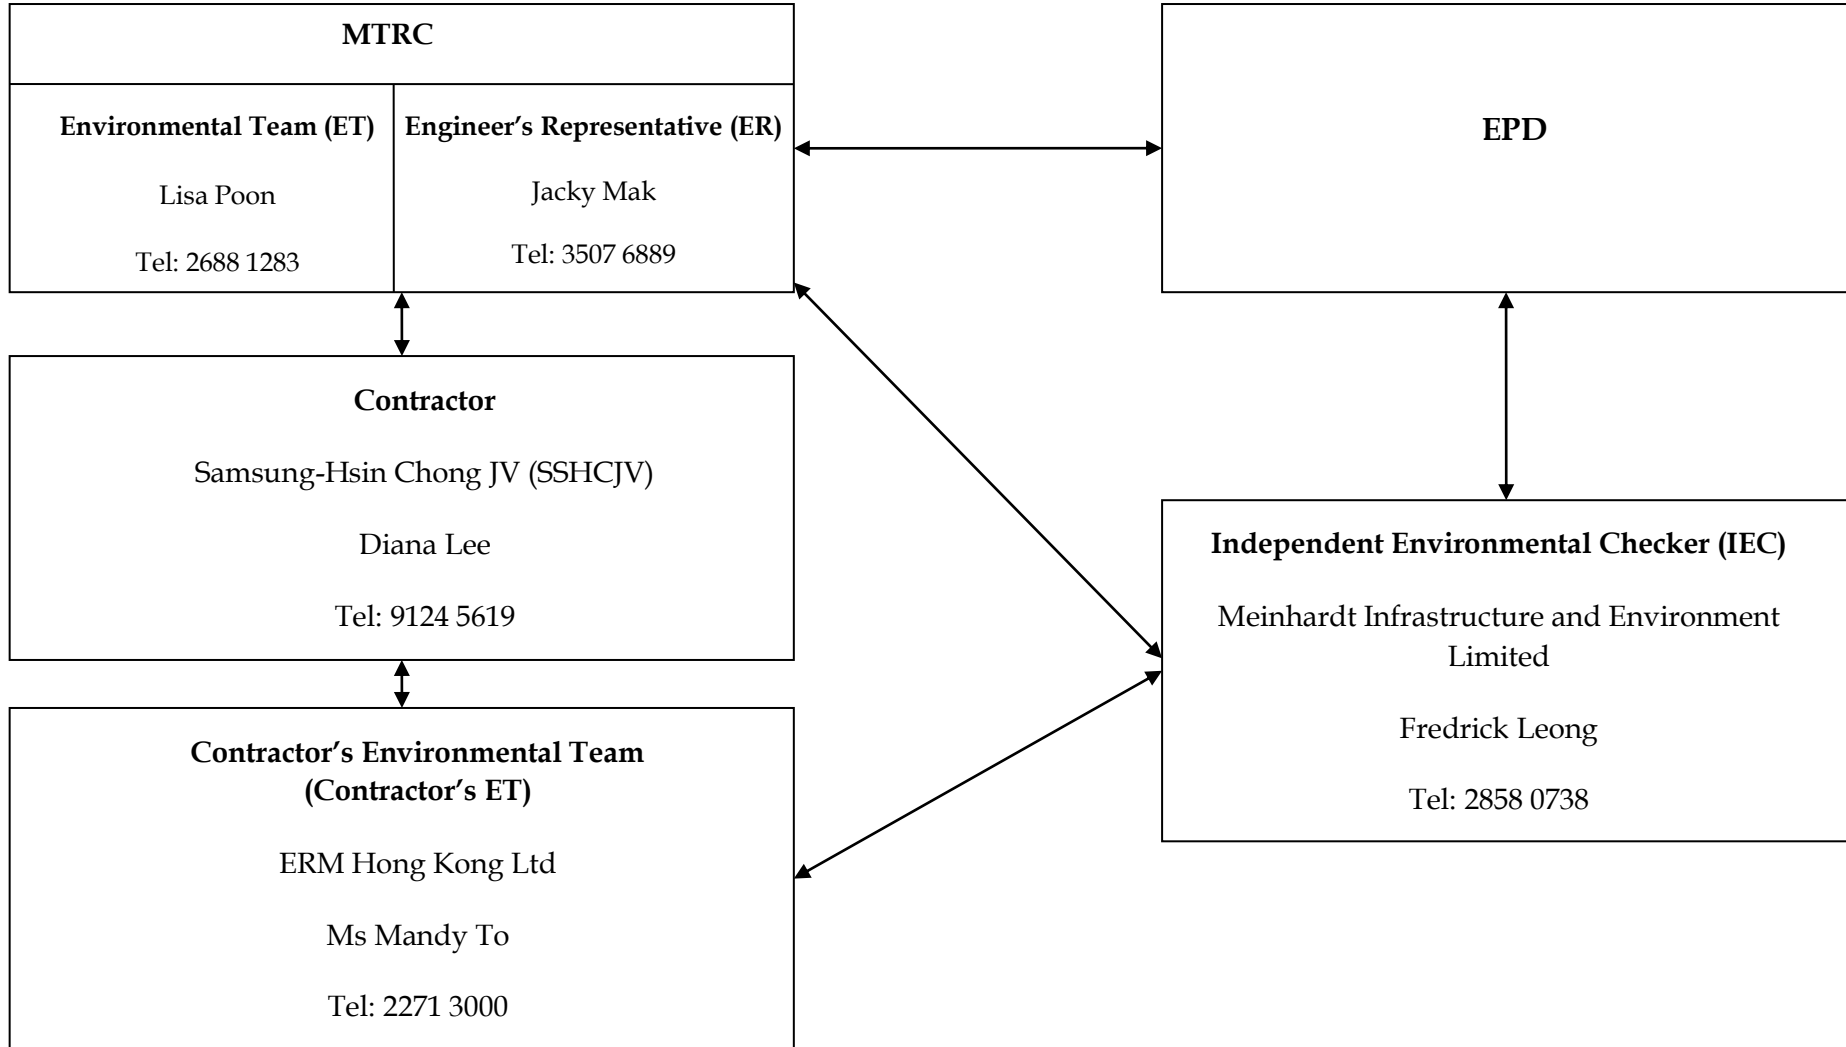 MTRC
Environmental Team (ET)
Lisa Poon
Tel: 2688 1283
Engineer’s Representative (ER)
Jacky Mak
Tel: 3507 6889
EPD
Contractor
Samsung-Hsin Chong JV (SSHCJV)
Diana Lee
Tel: 9124 5619
Independent Environmental Checker (IEC)
Meinhardt Infrastructure and Environment
Limited
Fredrick Leong
Tel: 2858 0738
Contractor’s Environmental Team
(Contractor’s ET)
ERM Hong Kong Ltd
Ms Mandy To
Tel: 2271 3000